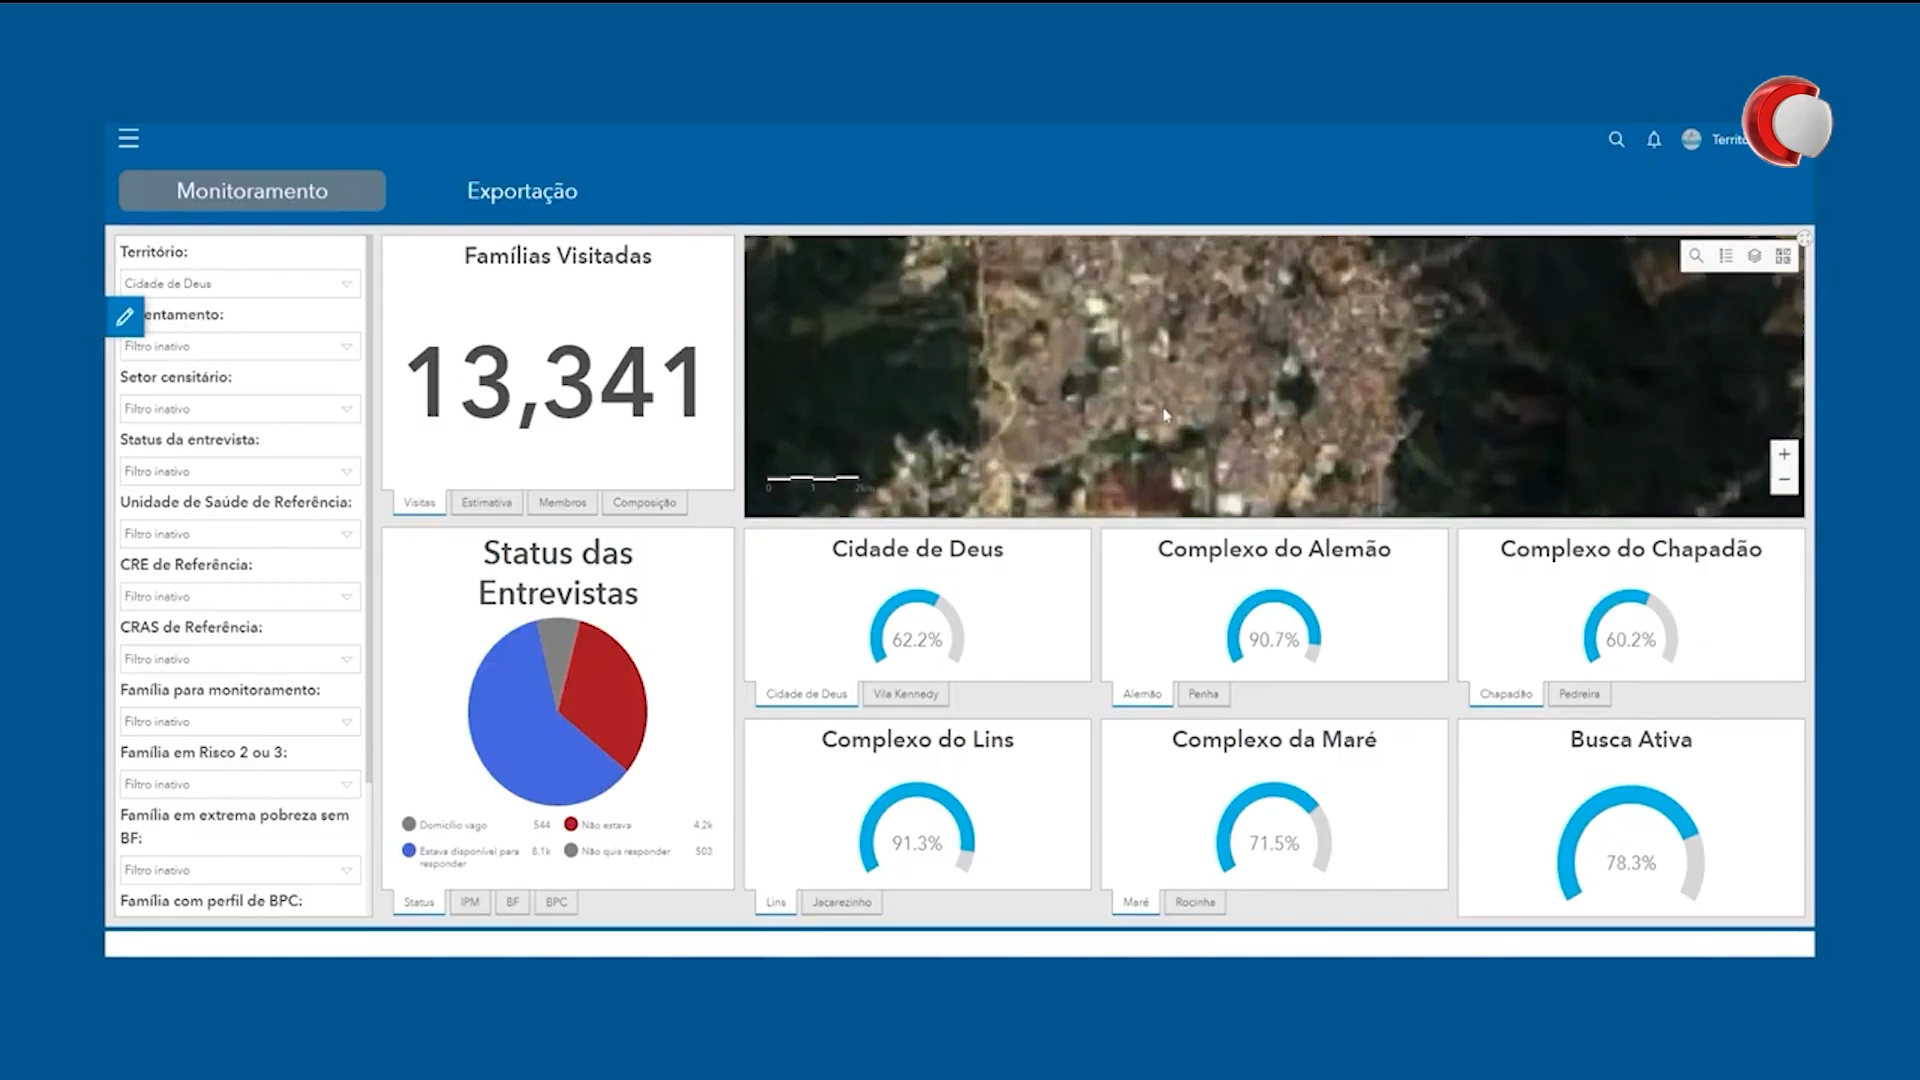 Monitoramento
Exportação
Território:
Cidade de Deus
entamento:
Filtro inativo
Setor censitário:
Filtro inativo
Status da entrevista:
Filtro inativo
Unidade de Saúde de Referência:
Filtro inativo
CRE de Referência:
Filtro inativo
CRAS de Referência:
Filtro inativo
Família para monitoramento:
Filtro inativo
Família em Risco 2 ou 3:
Filtro inativo
Família em extrema pobreza sem
BF:
Filtro inativo
Família com perfil de BPC:
Famílias Visitadas
13,341
Visitas Estimativa Membros Composição
Status das
Entrevistas
Domicílio vago 544 Não estava 4.2k
Estava disponível para 8.1k Não quis responder 503
responder
Status IPM BF BPC
0 1 2km
+
−
Cidade de Deus
62.2%
Cidade de Deus Vila Kennedy
Complexo do Alemão
90.7%
Alemão Penha
Complexo do Chapadão
60.2%
Chapadão Pedreira
Complexo do Lins
91.3%
Lins Jacarezinho
Complexo da Maré
71.5%
Maré Rocinha
Busca Ativa
78.3%